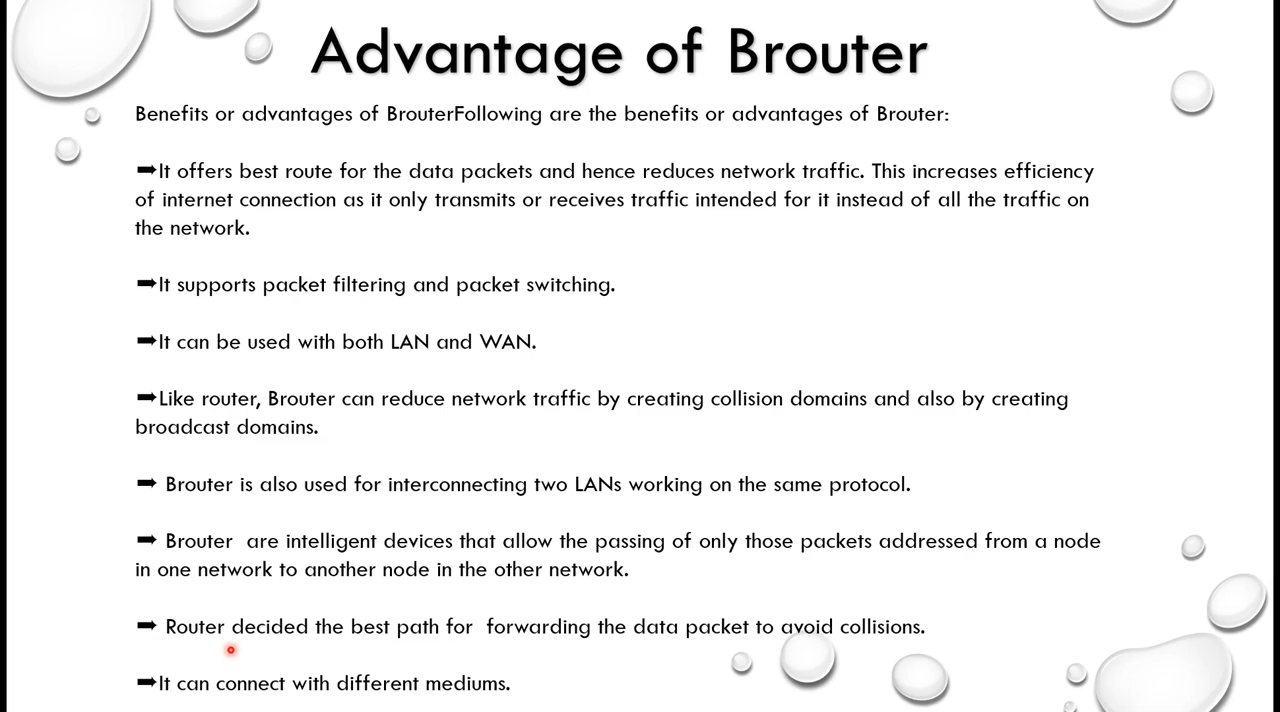 Advantage of Brouter
Benefits or advantages of BrouterFollowing are the benefits or advantages of Brouter:
➡It offers best route for the data packets and hence reduces network traffic. This increases efficiency
of internet connection as it only transmits or receives traffic intended for it instead of all the traffic on
the network.
➡It supports packet filtering and packet switching.
➡It can be used with both LAN and WAN.
➡Like router, Brouter can reduce network traffic by creating collision domains and also by creating
broadcast domains.
➡ Brouter is also used for interconnecting two LANs working on the same protocol.
➡ Brouter  are intelligent devices that allow the passing of only those packets addressed from a node
in one network to another node in the other network.
➡ Router decided the best path for  forwarding the data packet to avoid collisions.
➡It can connect with different mediums.